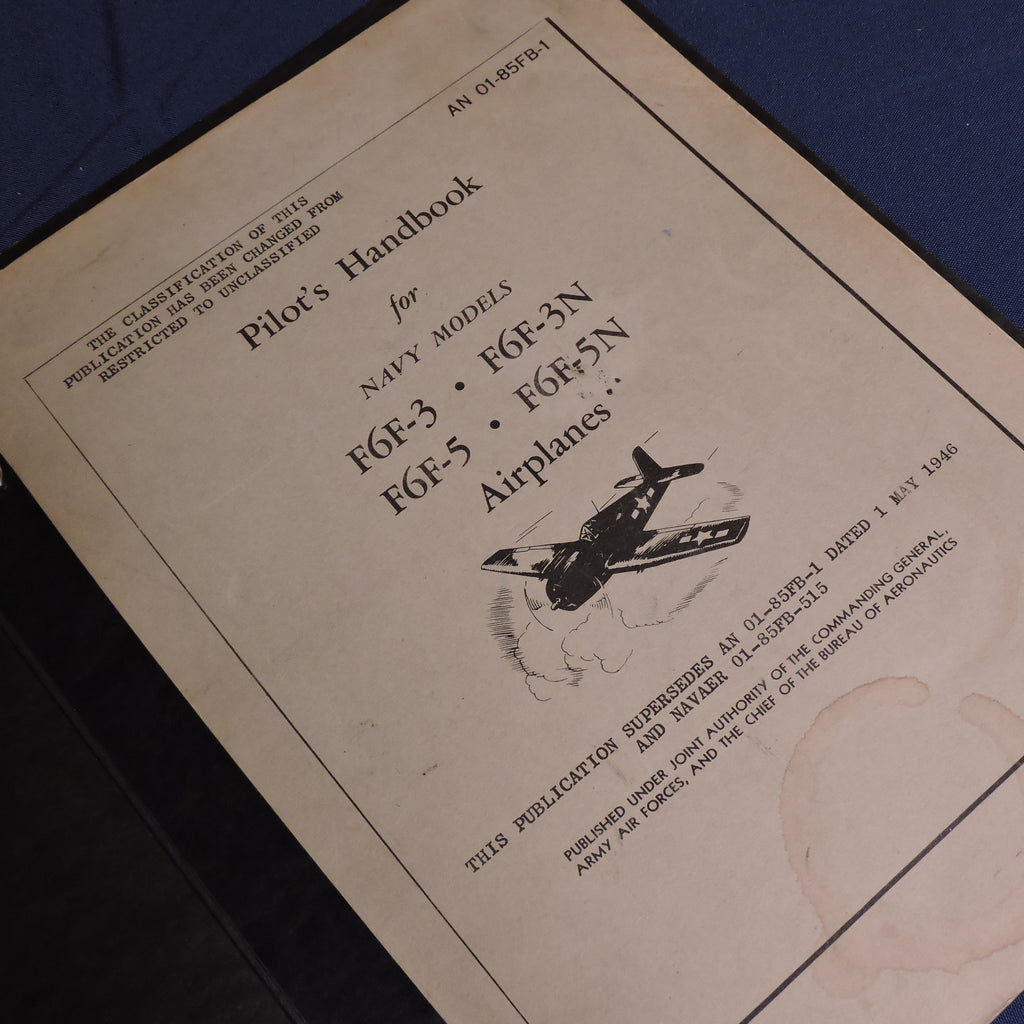 AN 01-85FB-1
THE CLASSIFICATION OF THIS
PUBLICATION HAS BEEN CHANGED FROM
RESTRICTED TO UNCLASSIFIED
Pilot's Handbook
for
NAVY MODELS
F6F-3 • F6F-3N
F6F-5 • F6F-5N
Airplanes
THIS PUBLICATION SUPERSEDES AN 01-85FB-1 DATED 1 MAY 1946
AND NAVAER 01-85FB-515
PUBLISHED UNDER JOINT AUTHORITY OF THE COMMANDING GENERAL,
ARMY AIR FORCES, AND THE CHIEF OF THE BUREAU OF AERONAUTICS